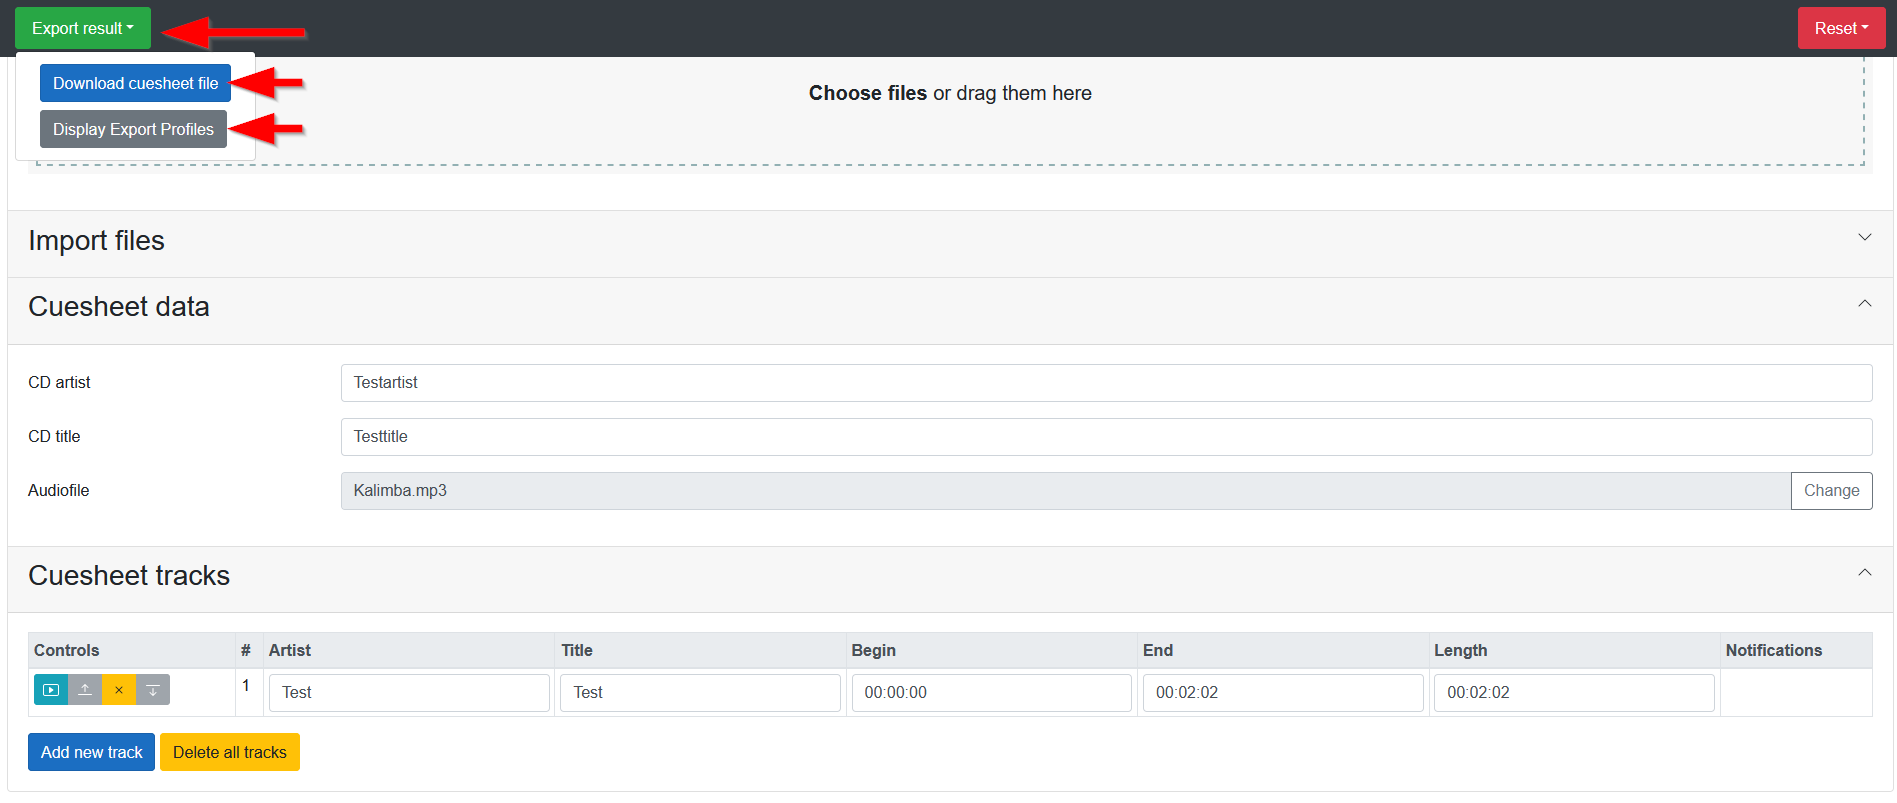 Export result
Reset
Download cuesheet file
Display Export Profiles
Choose files or drag them here
Import files
Cuesheet data
CD artist Testartist
CD title Testtitle
Audiofile Kalimba.mp3 Change
Cuesheet tracks
Controls # Artist Title Begin End Length Notifications
1 Test Test 00:00:00 00:02:02 00:02:02
Add new track Delete all tracks